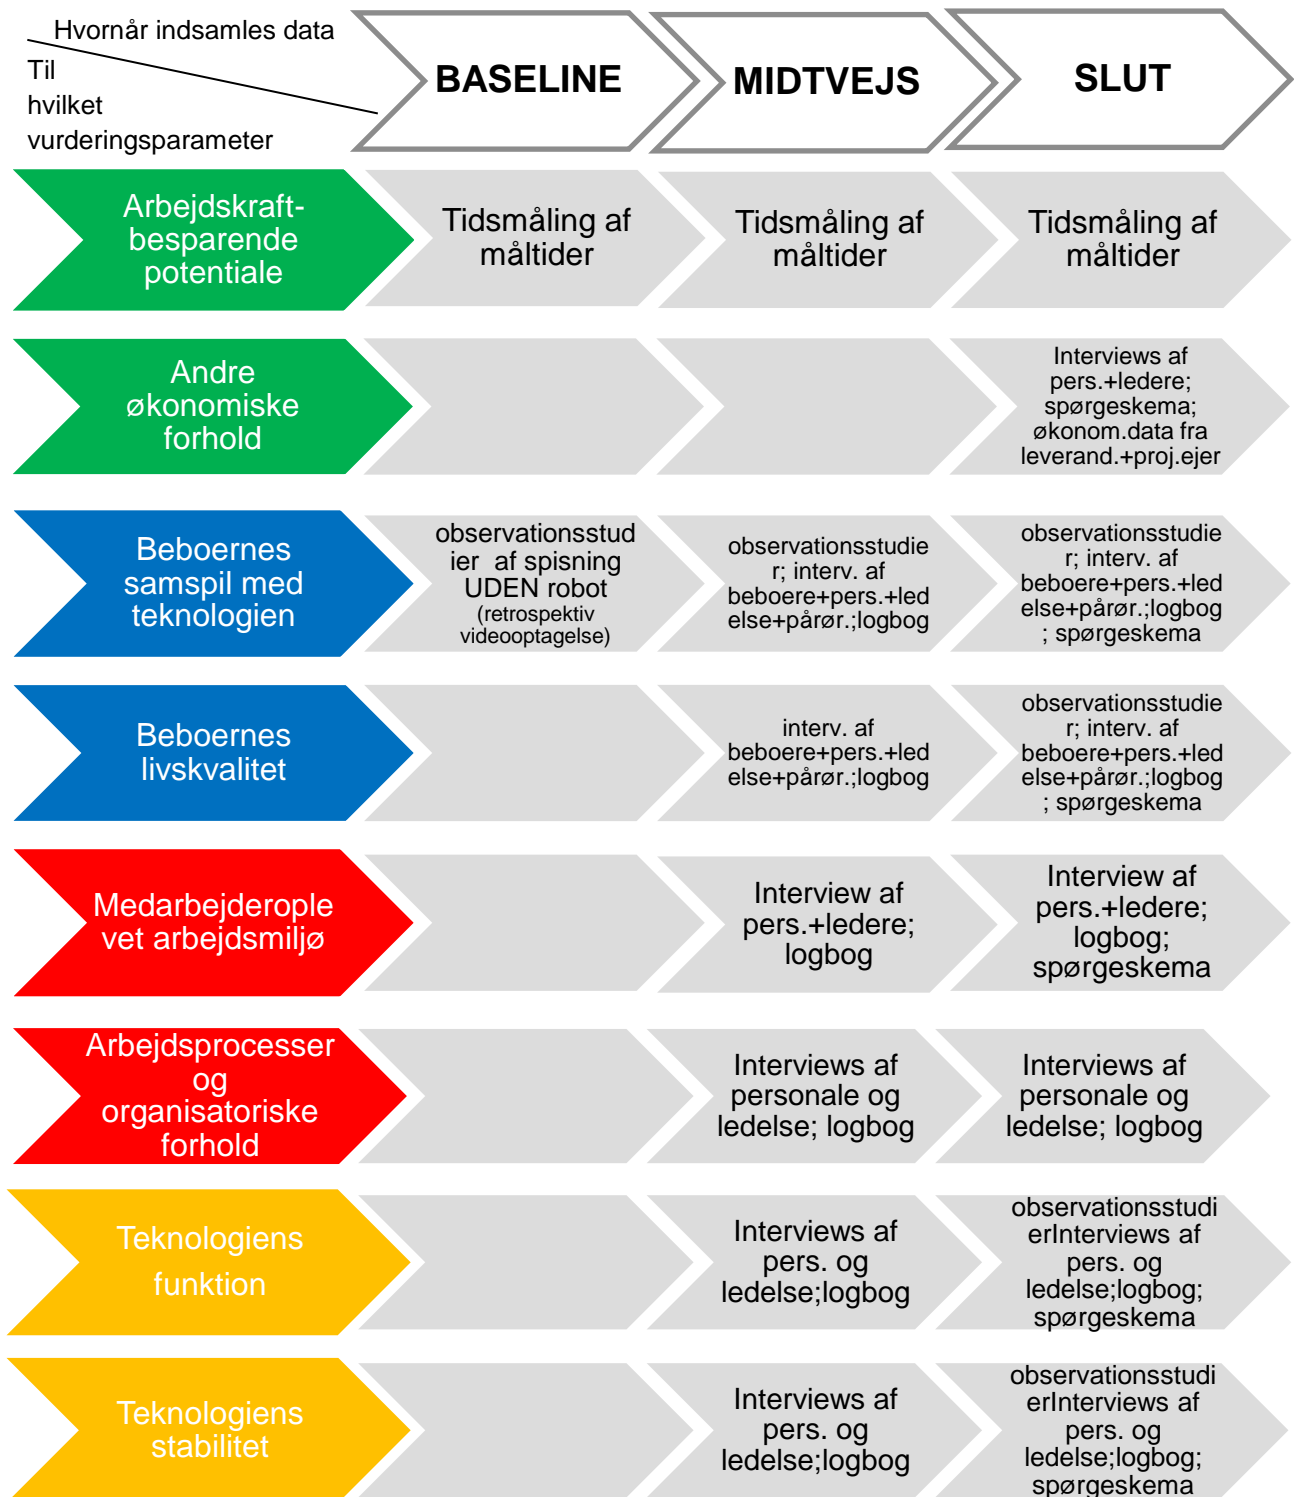 Hvornår indsamles data
Til
hvilket
vurderingsparameter
BASELINE
MIDTVEJS
SLUT
Arbejdskraft-
besparende
potentiale
Tidsmåling af
måltider
Tidsmåling af
måltider
Tidsmåling af
måltider
Andre
økonomiske
forhold
Interviews af
pers.+ledere;
spørgeskema;
økonom.data fra
leverand.+proj.ejer
Beboernes
samspil med
teknologien
observationsstud
ier af spisning
UDEN robot
(retrospektiv
videooptagelse)
observationsstudie
r; interv. af
beboere+pers.+led
else+pårør.;logbog
observationsstudie
r; interv. af
beboere+pers.+led
else+pårør.;logbog
; spørgeskema
Beboernes
livskvalitet
interv. af
beboere+pers.+led
else+pårør.;logbog
observationsstudie
r; interv. af
beboere+pers.+led
else+pårør.;logbog
; spørgeskema
Medarbejderople
vet arbejdsmiljø
Interview af
pers.+ledere;
logbog
Interview af
pers.+ledere;
logbog;
spørgeskema
Arbejdsprocesser
og
organisatoriske
forhold
Interviews af
personale og
ledelse; logbog
Interviews af
personale og
ledelse; logbog
Teknologiens
funktion
Interviews af
pers. og
ledelse;logbog
observationsstudi
erInterviews af
pers. og
ledelse;logbog;
spørgeskema
Teknologiens
stabilitet
Interviews af
pers. og
ledelse;logbog
observationsstudi
erInterviews af
pers. og
ledelse;logbog;
spørgeskema